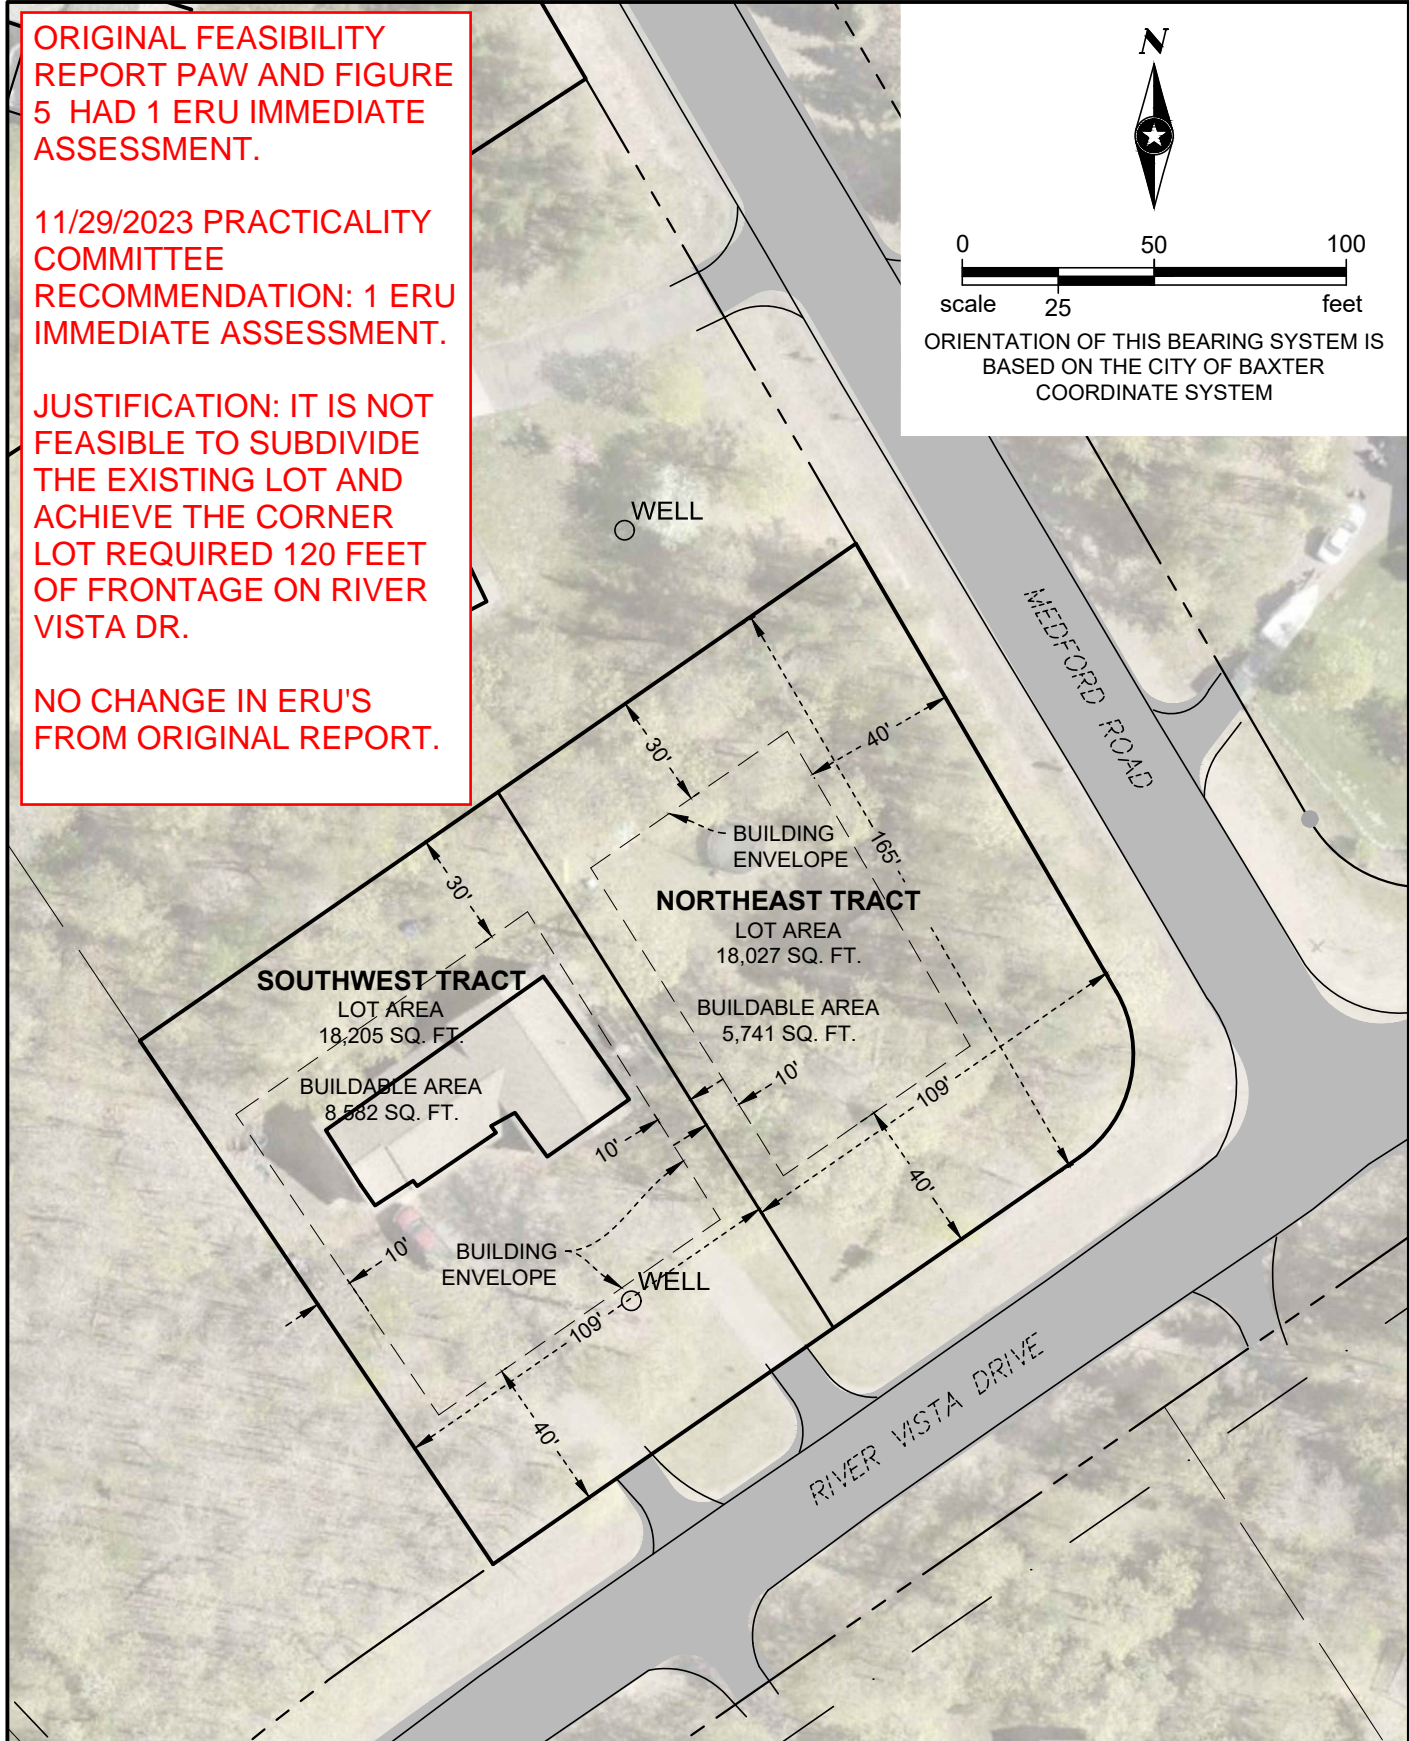 ORIGINAL FEASIBILITY
REPORT PAW AND FIGURE
5 HAD 1 ERU IMMEDIATE
ASSESSMENT.
11/29/2023 PRACTICALITY
COMMITTEE
RECOMMENDATION: 1 ERU
IMMEDIATE ASSESSMENT.
JUSTIFICATION: IT IS NOT
FEASIBLE TO SUBDIVIDE
THE EXISTING LOT AND
ACHIEVE THE CORNER
LOT REQUIRED 120 FEET
OF FRONTAGE ON RIVER
VISTA DR.
NO CHANGE IN ERU'S
FROM ORIGINAL REPORT.
N
0 50 100
scale 25 feet
ORIENTATION OF THIS BEARING SYSTEM IS
BASED ON THE CITY OF BAXTER
COORDINATE SYSTEM
WELL
MEDFORD ROAD
30'
40'
165'
BUILDING
ENVELOPE
NORTHEAST TRACT
LOT AREA
18,027 SQ. FT.
BUILDABLE AREA
5,741 SQ. FT.
10'
109'
40'
30'
SOUTHWEST TRACT
LOT AREA
18,205 SQ. FT.
BUILDABLE AREA
8,582 SQ. FT.
10'
10'
BUILDING
ENVELOPE
WELL
109'
40'
RIVER VISTA DRIVE